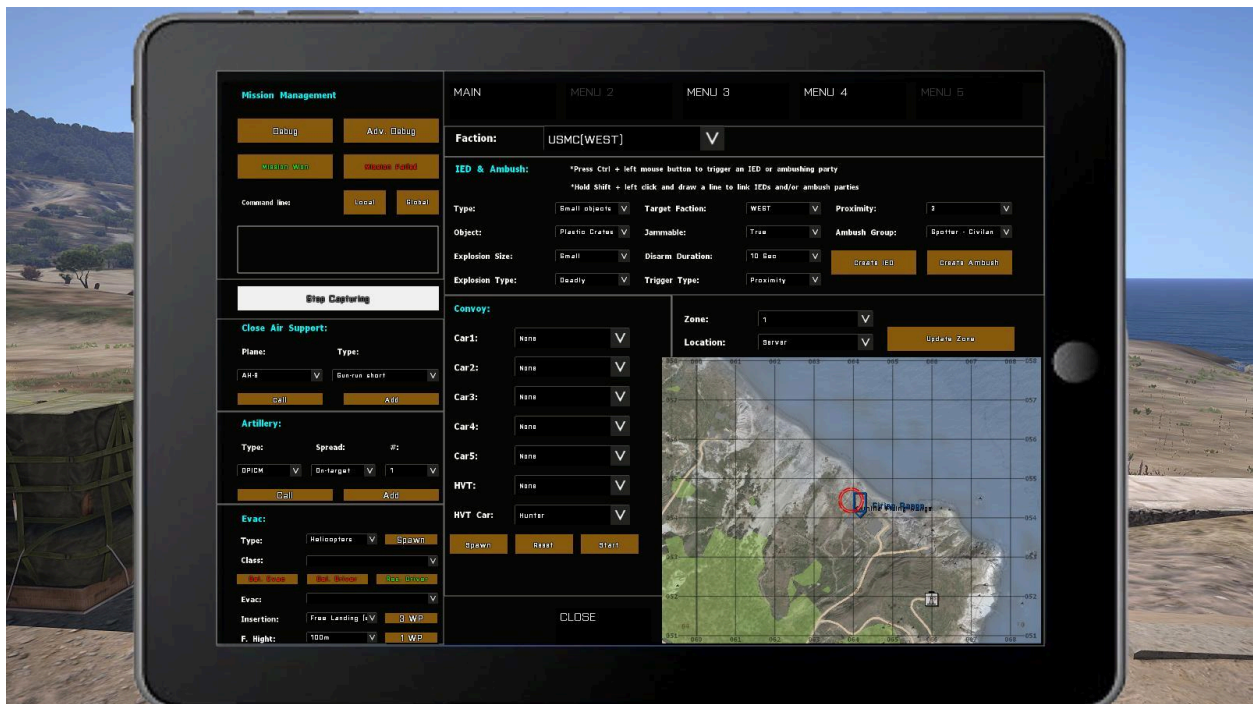 Mission Management
Debug
Adv. Debug
Mission Won
Mission Failed
Command line:
Local
Global
Stop Capturing
Close Air Support:
Plane:
Type:
AH-9
Gun-run short
Call
Add
Artillery:
Type:
Spread:
#:
DPICM
On-target
1
Call
Add
Evac:
Type:
Helicopters
Spawn
Class:
Evac:
Insertion:
Free Landing
3 WP
F. Hight:
100m
1 WP
MAIN
MENU 2
MENU 3
MENU 4
MENU 5
Faction:
USMC(WEST)
IED & Ambush:
*Press Ctrl + left mouse button to trigger an IED or ambushing party
*Hold Shift + left click and draw a line to link IEDs and/or ambush parties
Type:
Small objects
Target Faction:
WEST
Proximity:
Object:
Plastic Crates
Jammable:
True
Ambush Group:
Spotter - Civilan
Explosion Size:
Small
Disarm Duration:
10 Sec
Create IED
Create Ambush
Explosion Type:
Deadly
Trigger Type:
Proximity
Convoy:
Car1:
None
Car2:
None
Car3:
None
Car4:
None
Car5:
None
HVT:
None
HVT Car:
Hunter
Spawn
Reset
Start
CLOSE
Zone:
1
Location:
Server
Update Zone
Firing Range